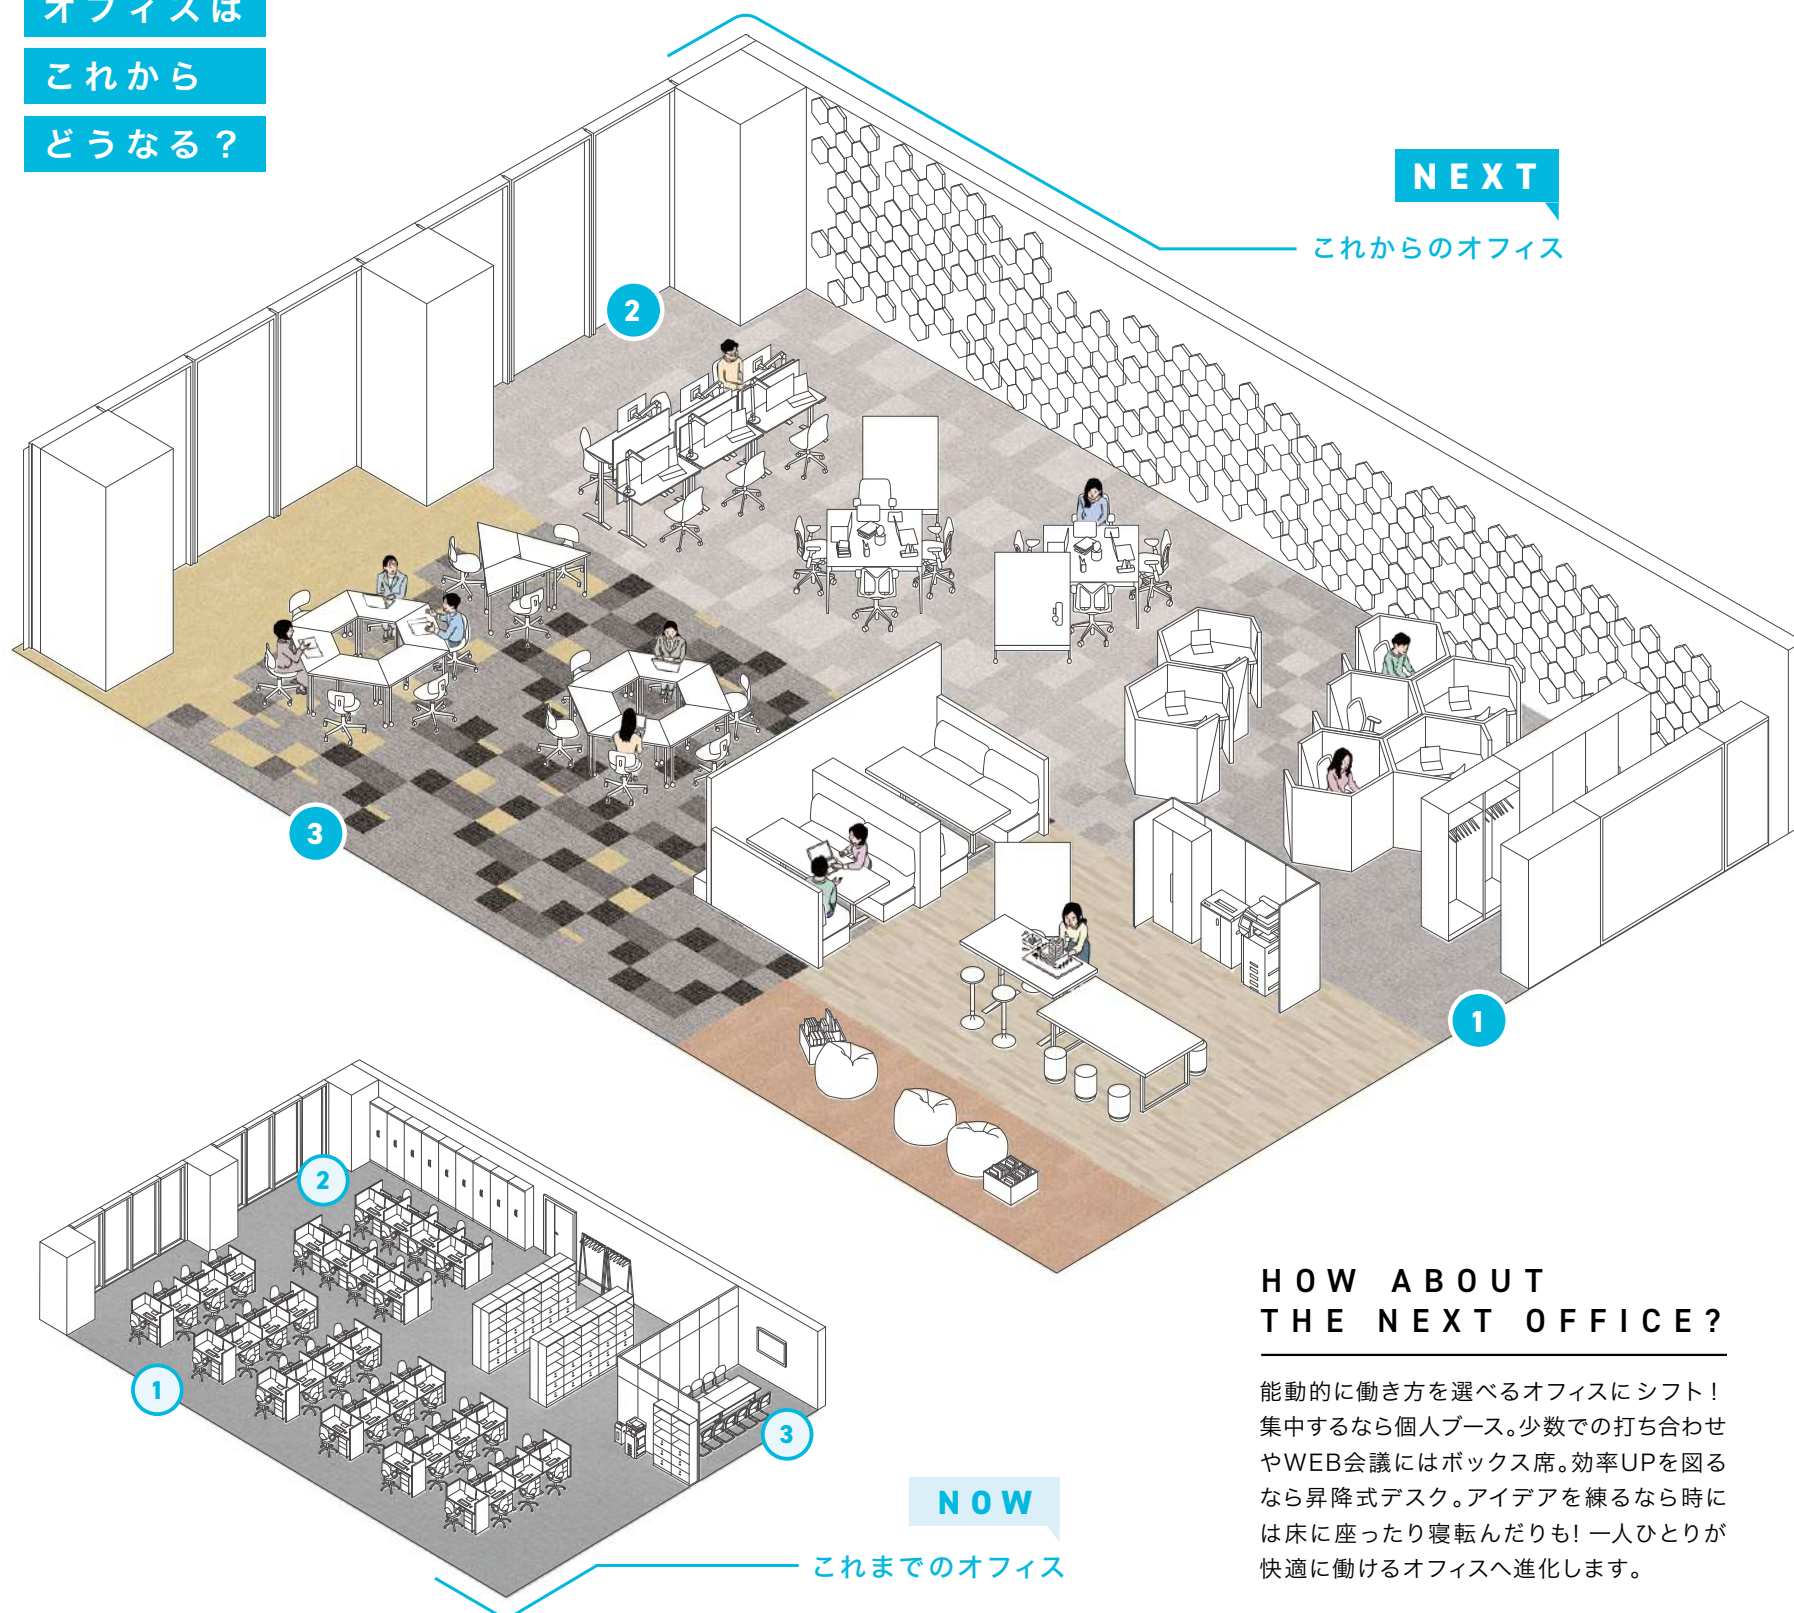 オフィスは
これから
どうなる?
NEXT
これからのオフィス
2
3
1
2
1
3
NOW
これまでのオフィス
HOW ABOUT
THE NEXT OFFICE?
能動的に働き方を選べるオフィスにシフト!
集中するなら個人ブース。少数での打ち合わせ
やWEB会議にはボックス席。効率UPを図る
なら昇降式デスク。アイデアを練るなら時に
は床に座ったり寝転んだりも! 一人ひとりが
快適に働けるオフィスへ進化します。